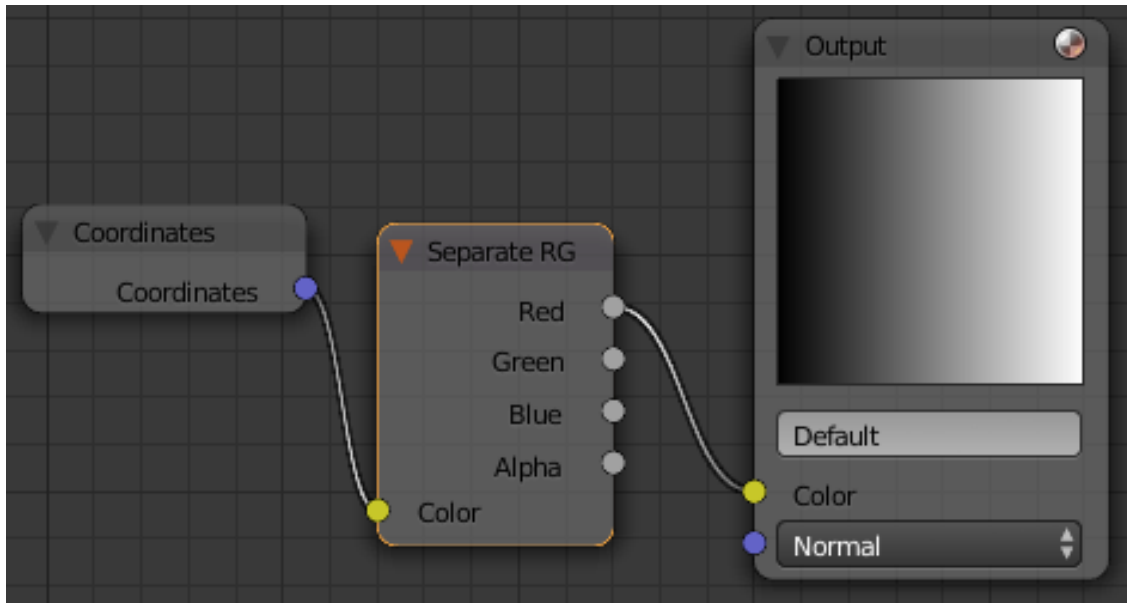 Coordinates
Coordinates
Separate RG
Red
Green
Blue
Alpha
Color
Output
Default
Color
Normal